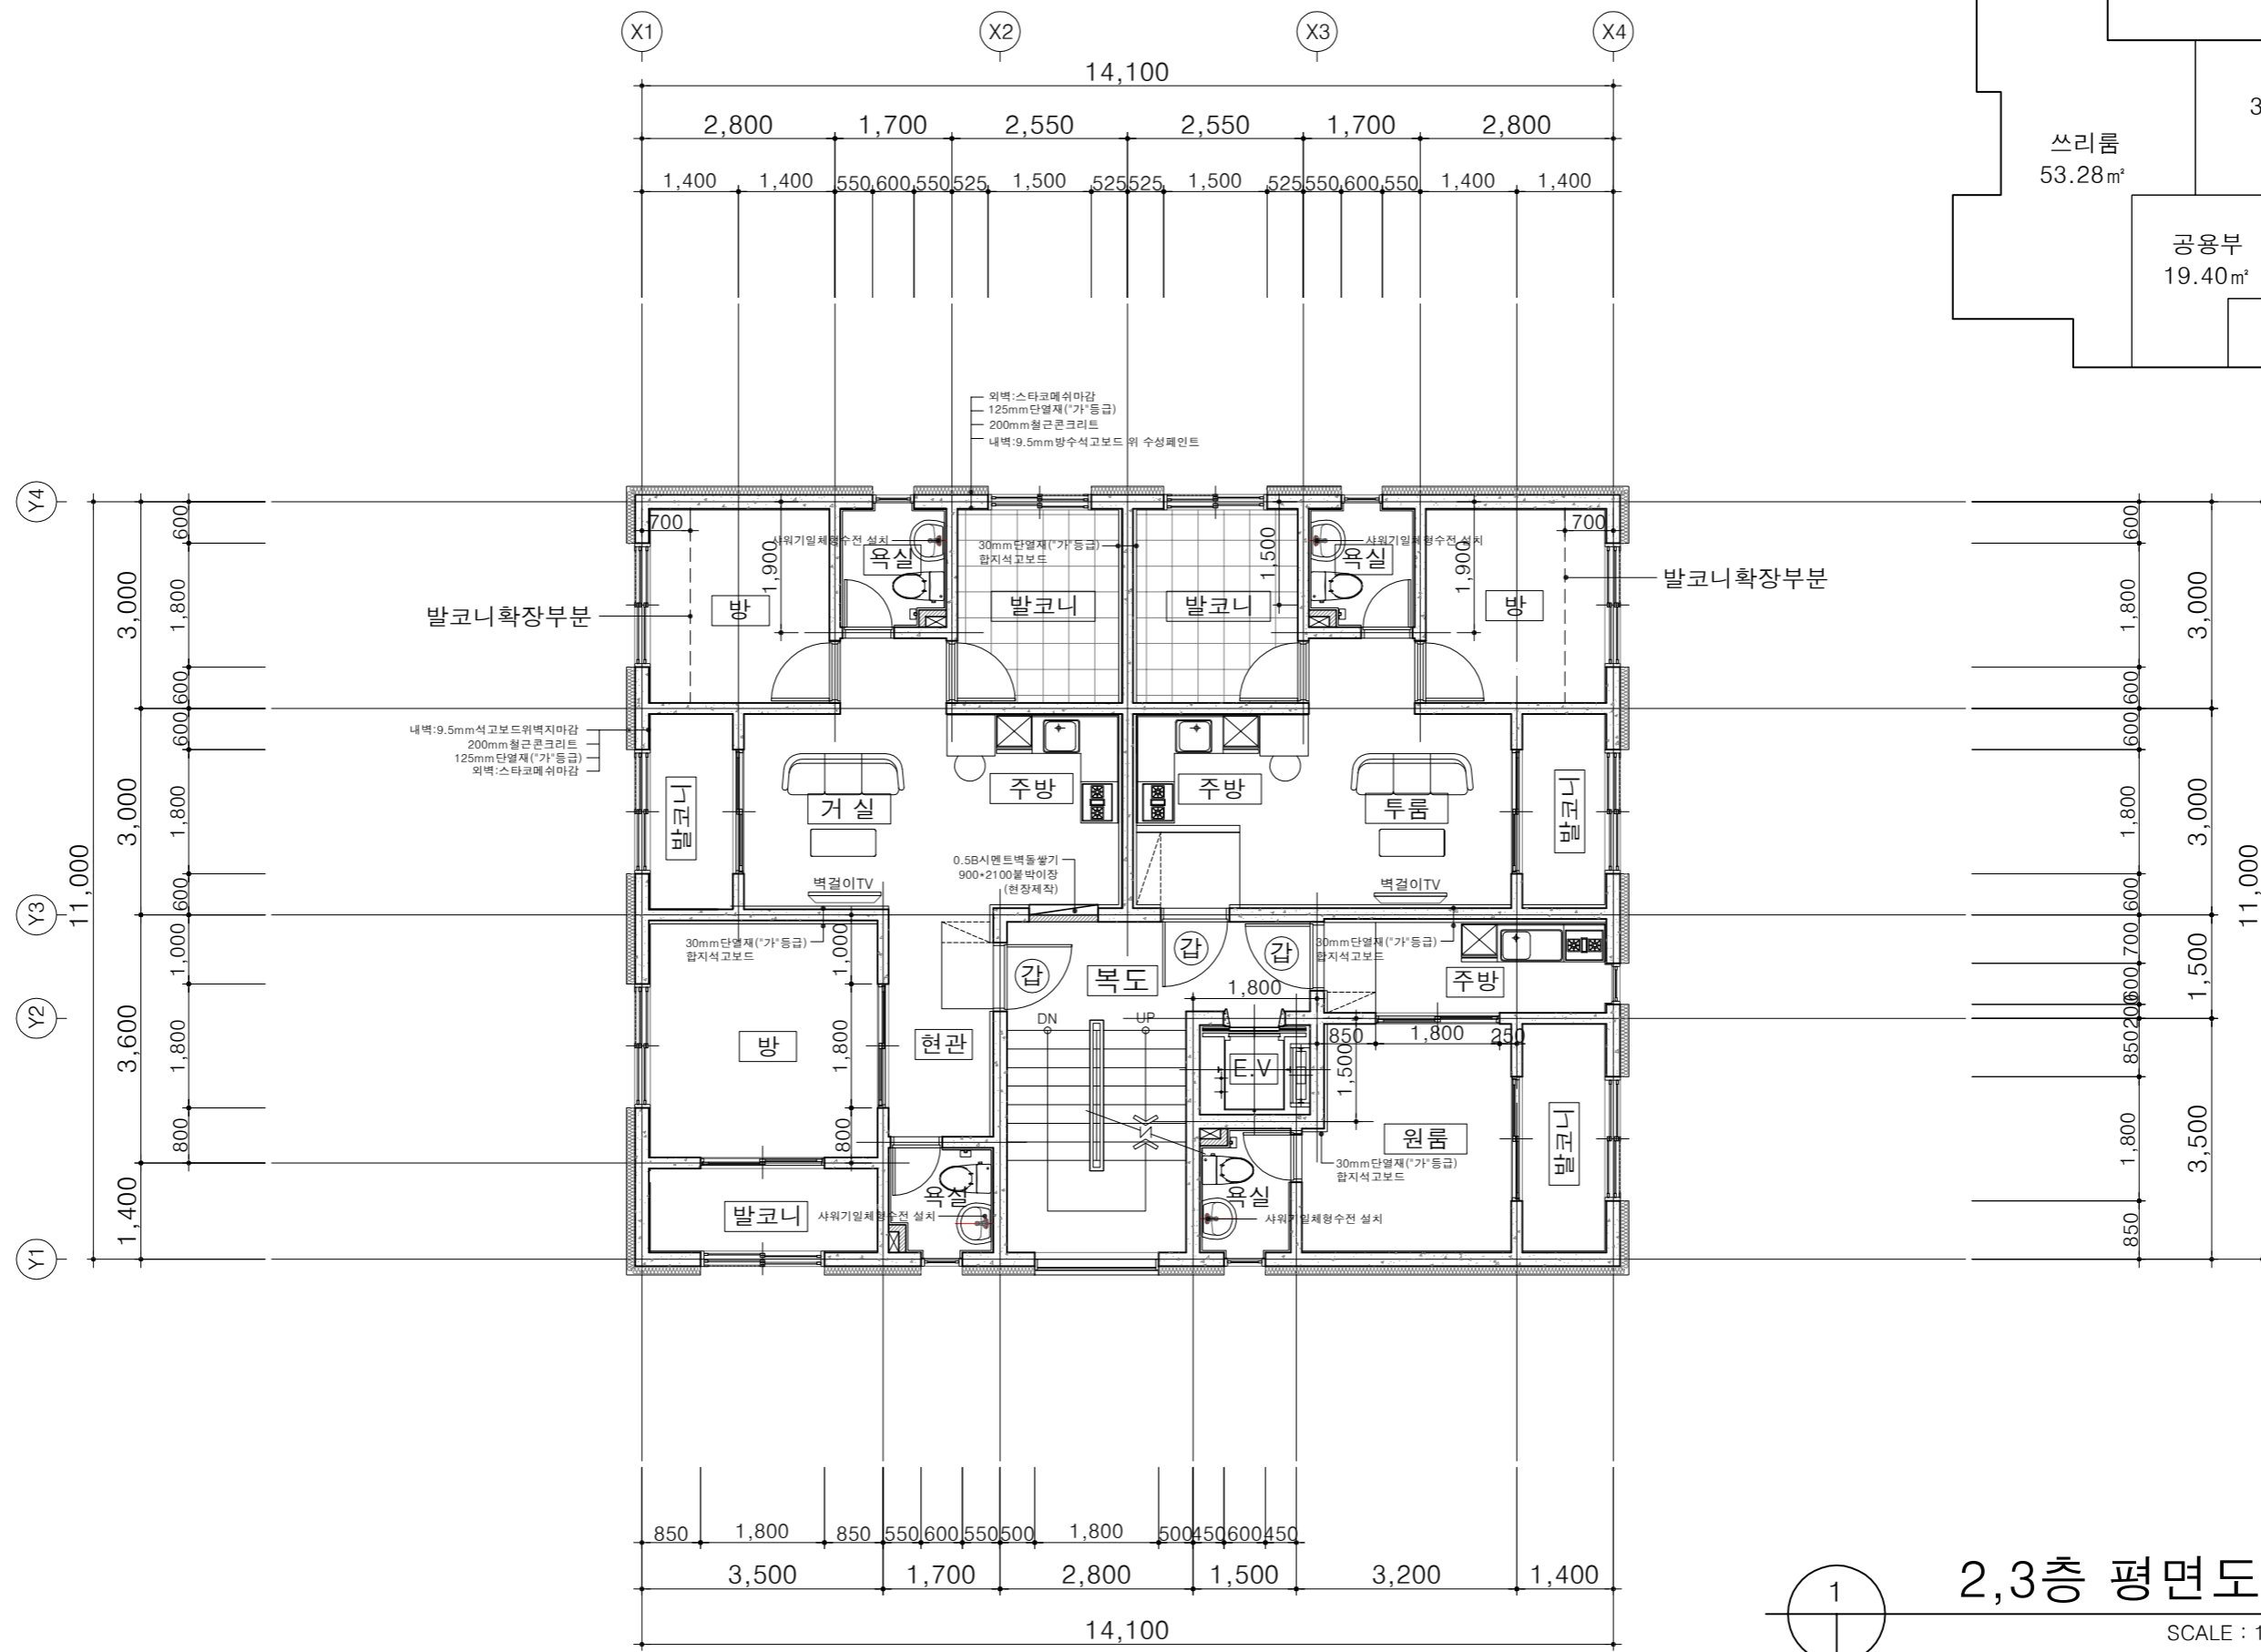 X1 X2 X3 X4
14,100
2,800 1,700 2,550 2,550 1,700 2,800
1,400 1,400 550 600 550 525 1,500 525 525 1,500 525 550 600 550 1,400 1,400
쓰리룸
53.28㎡
3
공용부
19.40㎡
외벽:스타코메쉬마감
125mm단열재("가"등급)
200mm철근콘크리트
내벽:9.5mm방수석고보드 위 수성페인트
Y4
Y3
Y2
Y1
11,000
3,000
3,000
3,600
1,400
600
1,800
600
600
1,800
600
1,000
1,800
800
700
1,900
샤워기일체형수전 설치
욕실
30mm단열재("가"등급)
합지석고보드
1,500
샤워기일체형수전 설치
욕실
1,900
700
발코니확장부분
방
발코니
발코니
방
발코니확장부분
내벽:9.5mm석고보드위벽지마감
200mm철근콘크리트
125mm단열재("가"등급)
외벽:스타코메쉬마감
발코니
거 실
주방
주방
투룸
발코니
0.5B시멘트벽돌쌓기
900*2100붙박이장
(현장제작)
벽걸이TV
벽걸이TV
30mm단열재("가"등급)
합지석고보드
1,000
갑
갑
갑
30mm단열재("가"등급)
합지석고보드
복도
주방
1,800
DN
UP
방
1,800
현관
E.V
850 1,800 250
1,500
원룸
발코니
800
30mm단열재("가"등급)
합지석고보드
욕실
욕실
발코니
샤워기일체형수전 설치
샤워기일체형수전 설치
600
1,800
600
600
1,800
600
700
600
200
850
1,800
850
3,000
3,000
1,500
3,500
11,000
850 1,800 850 550 600 550 500 1,800 500 450 600 450
3,500 1,700 2,800 1,500 3,200 1,400
14,100
1
2,3층 평면도
SCALE : 1